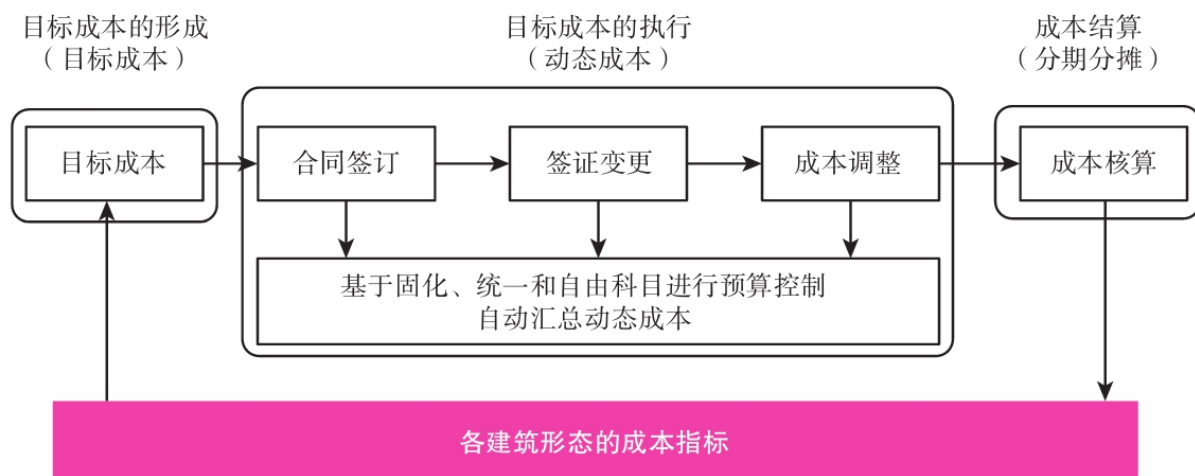 目标成本的形成
（目标成本）
目标成本的执行
（动态成本）
成本结算
（分期分摊）
目标成本
合同签订
签证变更
成本调整
成本核算
基于固化、统一和自由科目进行预算控制
自动汇总动态成本
各建筑形态的成本指标